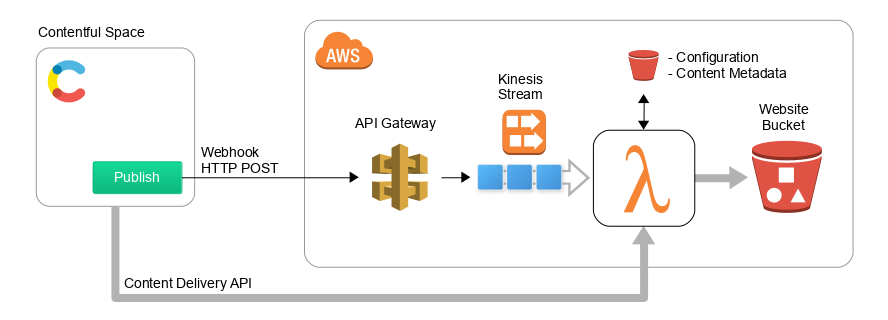 Contentful Space
AWS
- Configuration
- Content Metadata
Kinesis
Stream
Website
Bucket
API Gateway
Webhook
HTTP POST
Publish
λ
Content Delivery API